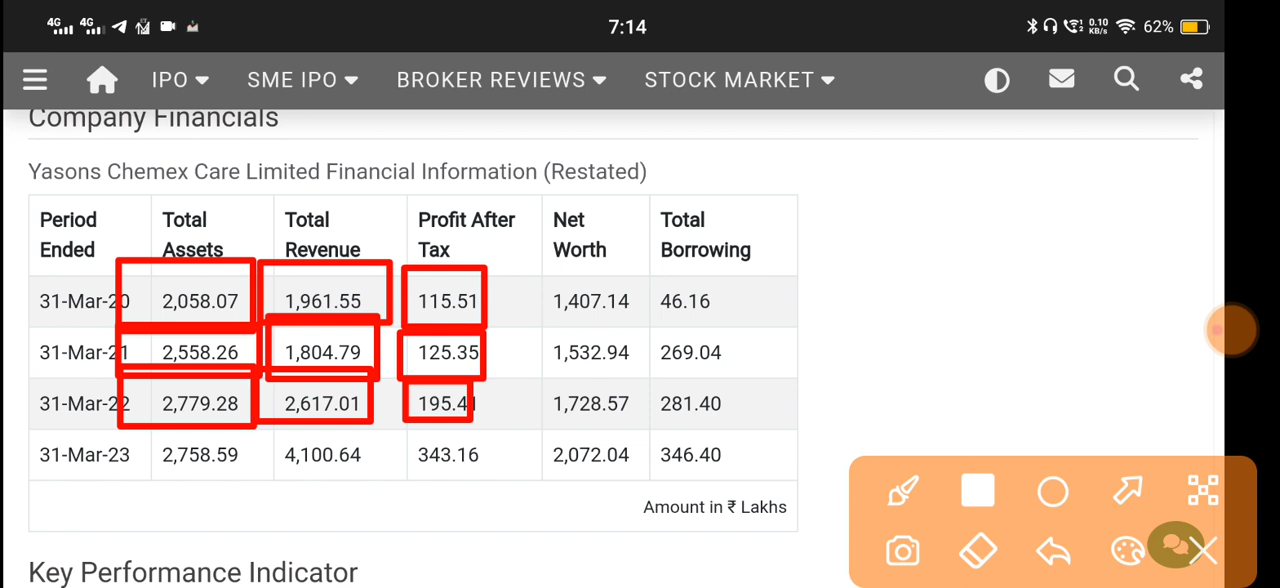 4G 4G 7:14 0.10 KB/s 62%
IPO SME IPO BROKER REVIEWS STOCK MARKET
Company Financials
Yasons Chemex Care Limited Financial Information (Restated)
Period Ended Total Assets Total Revenue Profit After Tax Net Worth Total Borrowing
31-Mar-20 2,058.07 1,961.55 115.51 1,407.14 46.16
31-Mar-21 2,558.26 1,804.79 125.35 1,532.94 269.04
31-Mar-22 2,779.28 2,617.01 195.41 1,728.57 281.40
31-Mar-23 2,758.59 4,100.64 343.16 2,072.04 346.40
Amount in ₹ Lakhs
Key Performance Indicator